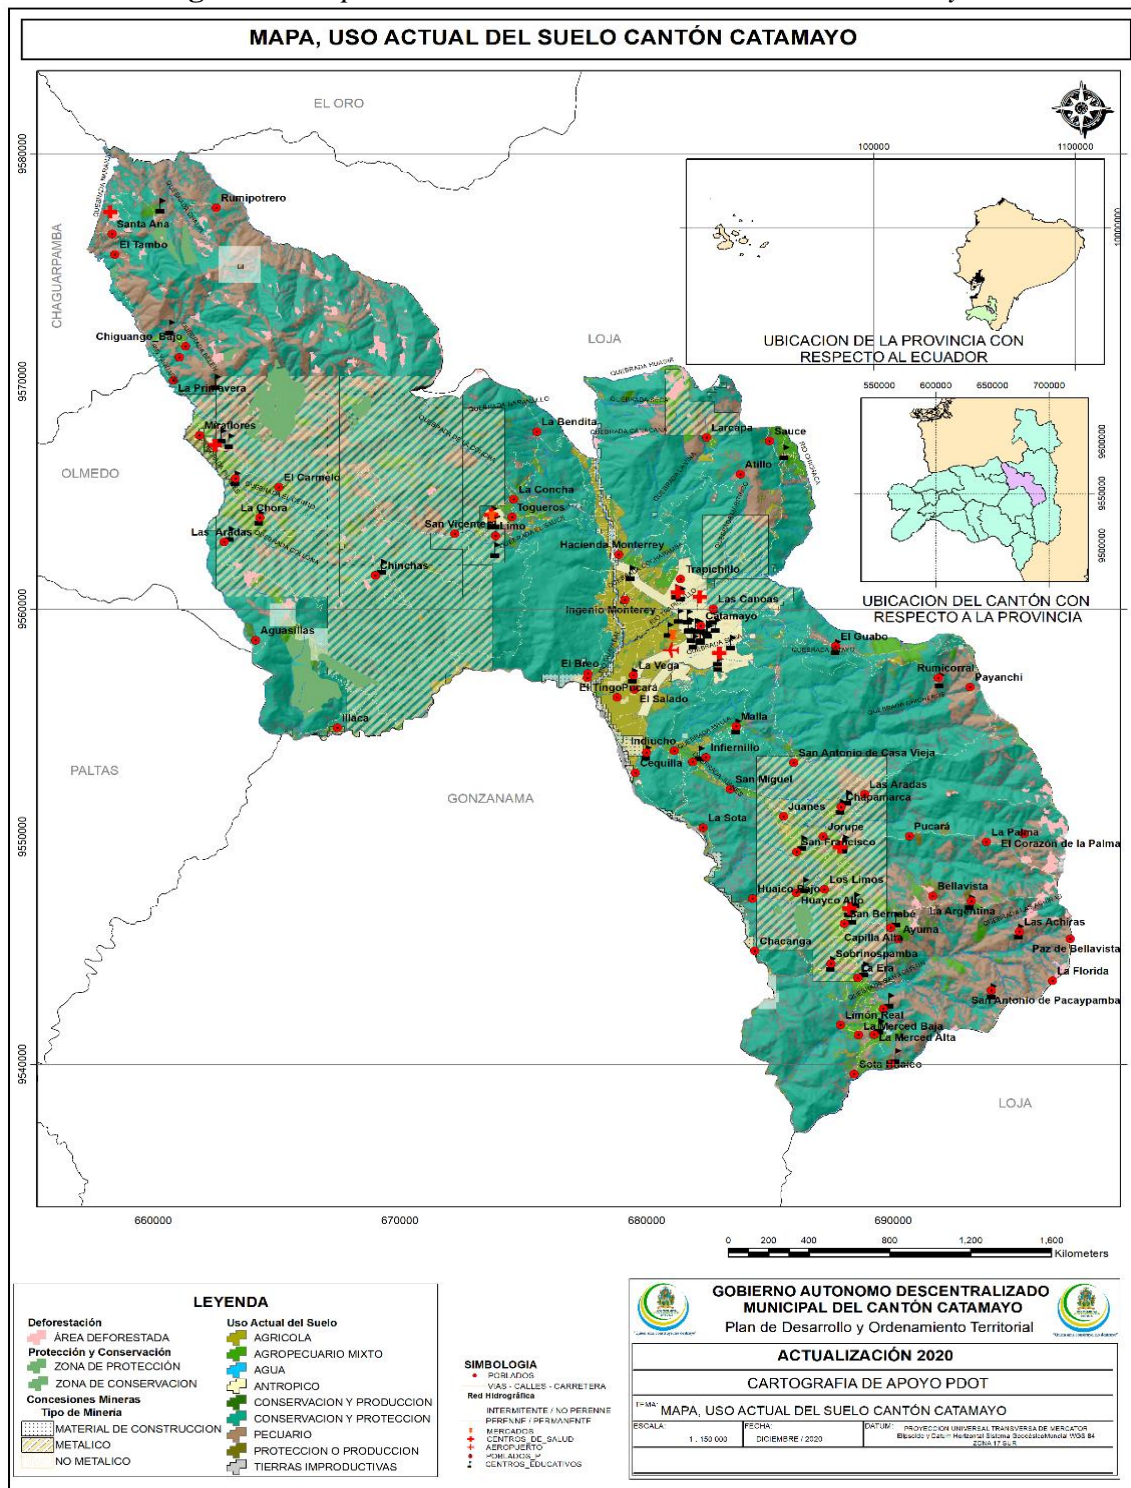 MAPA, USO ACTUAL DEL SUELO CANTÓN CATAMAYO
EL ORO
9580000
100000
1100000
10000000
Rumipotrero
Santa Ana
El Tambo
CHAGUARPAMBA
LOJA
UBICACION DE LA PROVINCIA CON
RESPECTO AL ECUADOR
Chiguango_Bajo
9570000
La Primavera
550000
600000
650000
700000
QUEBRADA NARANJILLO
La Bendita
Larcapa
Sauce
Miraflores
9600000
OLMEDO
Atillo
El Carmelo
La Concha
9550000
La Chora
Togueros
San Vicente
Limo
Las Aradas
Hacienda Monterrey
9500000
Chinchas
Trapichillo
UBICACION DEL CANTÓN CON
RESPECTO A LA PROVINCIA
9560000
Ingenio Monterrey
Las Canoas
Catamayo
Aguasillas
El Guabo
El Breo
La Vega
Rumicorral
Payanchi
El Tingo
Pucará
El Salado
Illaca
Malla
Indiucho
Infiernillo
San Antonio de Casa Vieja
PALTAS
Cequilla
GONZANAMA
San Miguel
Las Aradas
Chapamarca
Juanes
9550000
La Sota
Jorupe
Pucará
La Palma
San Francisco
El Corazón de la Palma
Huaico Bajo
Los Limos
Bellavista
Huayco Alto
La Argentina
San Bernabé
Las Achiras
Ayuma
Chacanga
Capilla Alta
Paz de Bellavista
Sobrinospamba
La Era
La Florida
San Antonio de Pacaypamba
Limón Real
La Merced Baja
La Merced Alta
9540000
Sota Huaico
LOJA
660000
670000
680000
690000
0 200 400 800 1,200 1,600
Kilometers
LEYENDA
Deforestación
ÁREA DEFORESTADA
Protección y Conservación
ZONA DE PROTECCIÓN
ZONA DE CONSERVACION
Concesiones Mineras
Tipo de Minería
MATERIAL DE CONSTRUCCION
METALICO
NO METALICO
Uso Actual del Suelo
AGRICOLA
AGROPECUARIO MIXTO
AGUA
ANTROPICO
CONSERVACION Y PRODUCCION
CONSERVACION Y PROTECCION
PECUARIO
PROTECCION O PRODUCCION
TIERRAS IMPRODUCTIVAS
SIMBOLOGIA
POBLADOS
VIAS - CALLES - CARRETERA
Red Hidrográfica
INTERMITENTE / NO PERENNE
PERENNE / PERMANENTE
MERCADOS
CENTROS_DE_SALUD
AEROPUERTO
POBLADOS_P
CENTROS_EDUCATIVOS
GOBIERNO AUTONOMO DESCENTRALIZADO
MUNICIPAL DEL CANTÓN CATAMAYO
Plan de Desarrollo y Ordenamiento Territorial
ACTUALIZACIÓN 2020
CARTOGRAFIA DE APOYO PDOT
TEMA: MAPA, USO ACTUAL DEL SUELO CANTÓN CATAMAYO
ESCALA: 1 : 150 000
FECHA: DICIEMBRE / 2020
DATUM: PROYECCION UNIVERSAL TRANSVERSA DE MERCATOR
ZONA 17 SUR